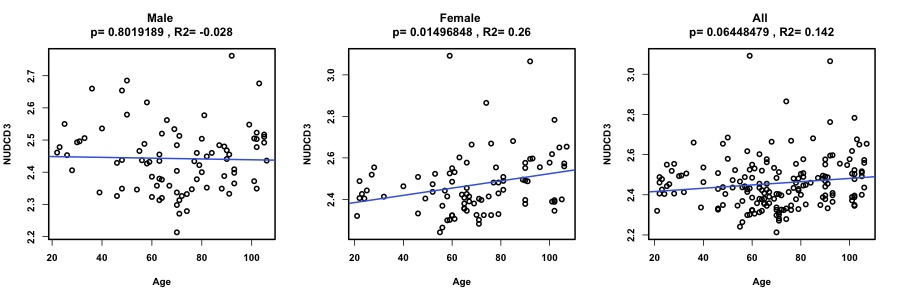 Male
p= 0.8019189 , R2= -0.028
NUDCD3
2.7
2.6
2.5
2.4
2.3
2.2
20 40 60 80 100
Age
Female
p= 0.01496848 , R2= 0.26
NUDCD3
3.0
2.8
2.6
2.4
20 40 60 80 100
Age
All
p= 0.06448479 , R2= 0.142
NUDCD3
3.0
2.8
2.6
2.4
2.2
20 40 60 80 100
Age